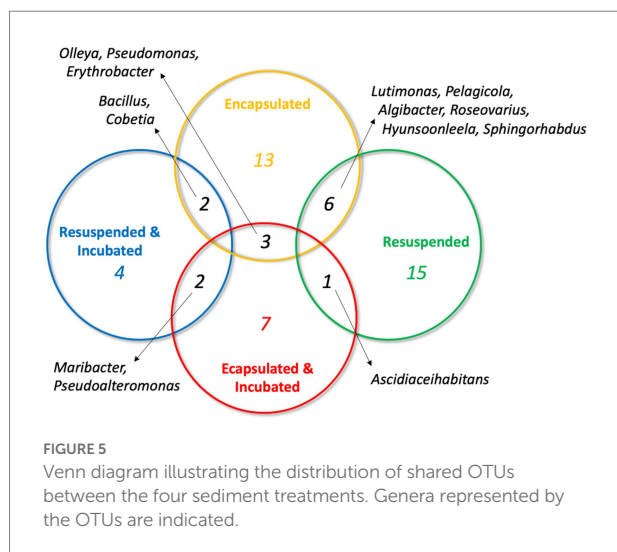 Olleya, Pseudomonas,
Erythrobacter
Bacillus,
Cobetia
Encapsulated
13
Lutimonas, Pelagicola,
Algibacter, Roseovarius,
Hyunsoonleela, Sphingorhabdus
2
6
Resuspended &
Incubated
4
3
Resuspended
15
2
1
7
Ecapsulated &
Incubated
Maribacter,
Pseudoalteromonas
Ascidiaceihabitans
FIGURE 5
Venn diagram illustrating the distribution of shared OTUs
between the four sediment treatments. Genera represented by
the OTUs are indicated.